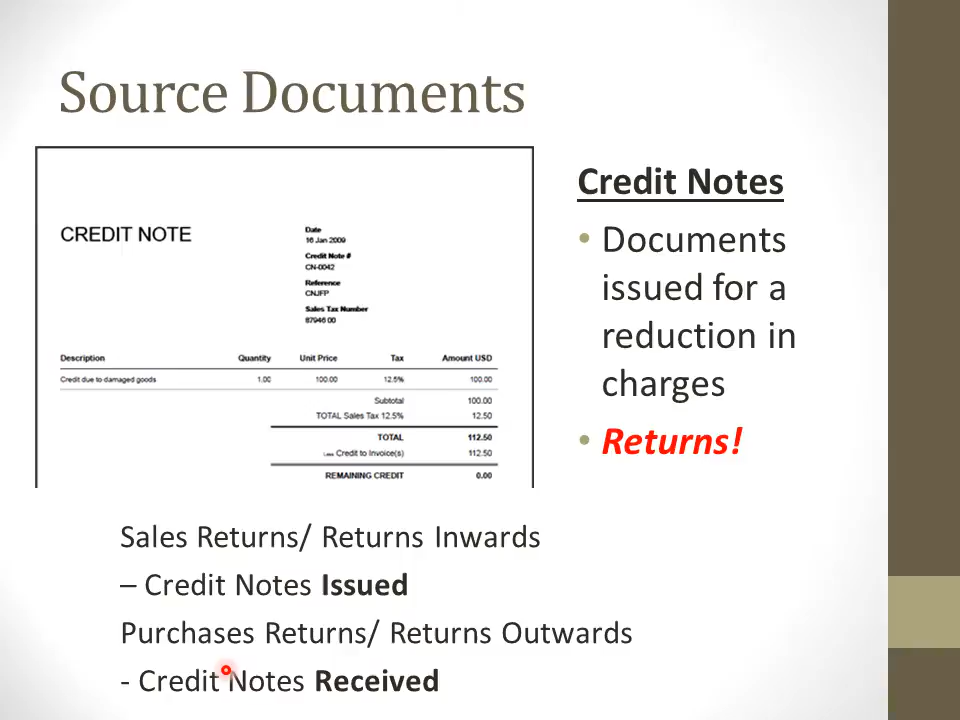 Source Documents
CREDIT NOTE
Date
16 Jan 2009
Credit Note #
CN-0042
Reference
CNJFP
Sales Tax Number
87946 00
Description Quantity Unit Price Tax Amount USD
Credit due to damaged goods 1.00 100.00 12.5% 100.00
Subtotal 100.00
TOTAL Sales Tax 12.5% 12.50
TOTAL 112.50
Less Credit to Invoice(s) 112.50
REMAINING CREDIT 0.00
Credit Notes
• Documents
issued for a
reduction in
charges
• Returns!
Sales Returns/ Returns Inwards
– Credit Notes Issued
Purchases Returns/ Returns Outwards
- Credit Notes Received